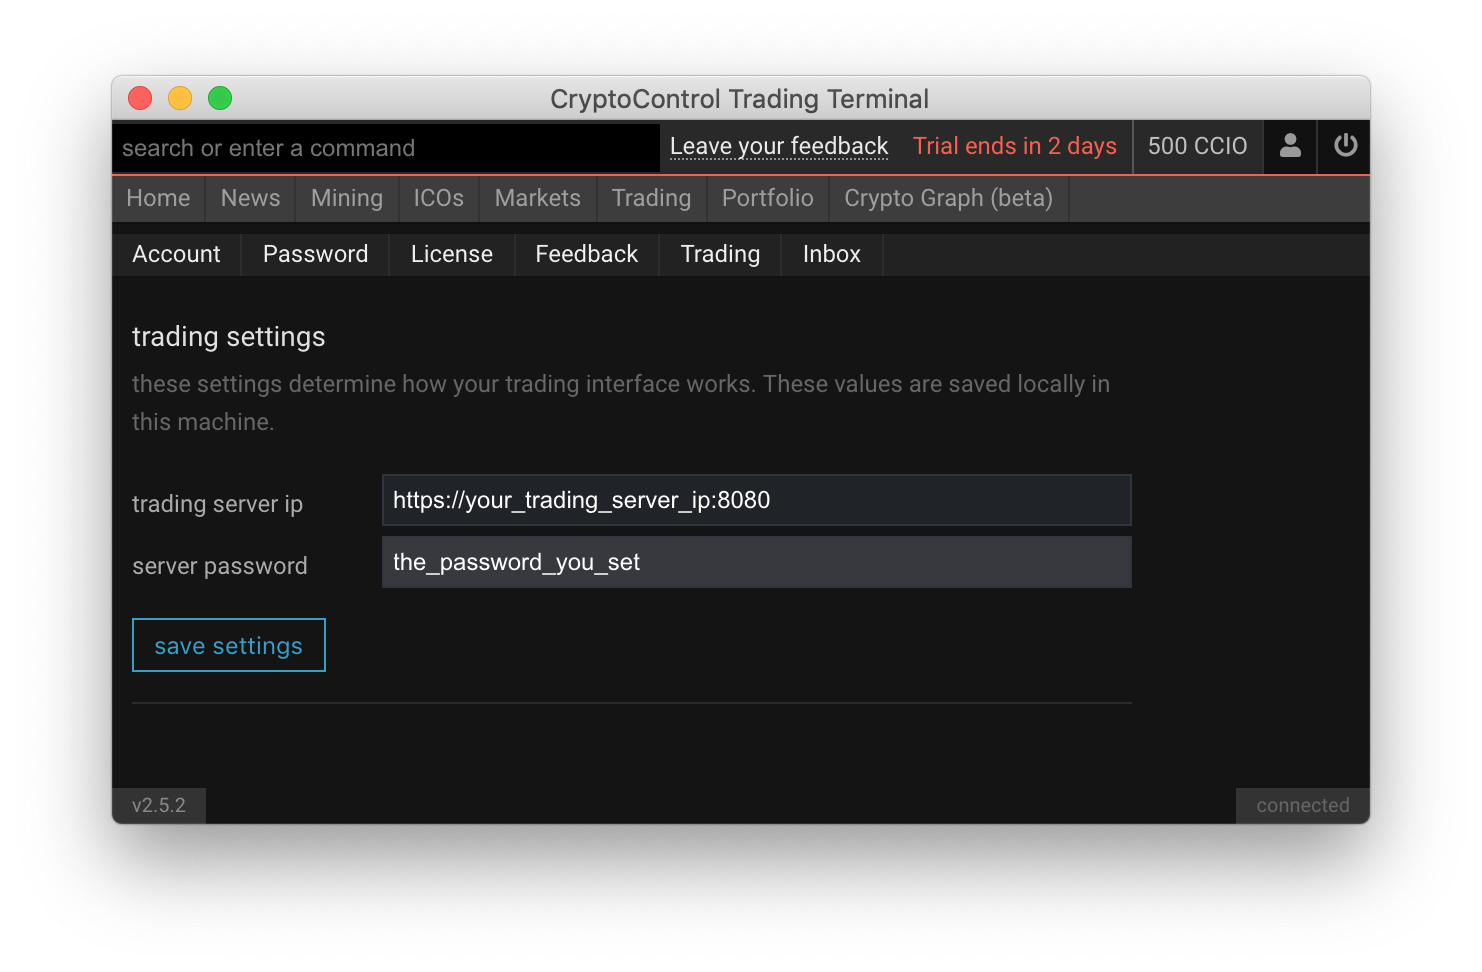 CryptoControl Trading Terminal
search or enter a command Leave your feedback Trial ends in 2 days 500 CCIO
Home News Mining ICOs Markets Trading Portfolio Crypto Graph (beta)
Account Password License Feedback Trading Inbox
trading settings
these settings determine how your trading interface works. These values are saved locally in
this machine.
trading server ip https://your_trading_server_ip:8080
server password the_password_you_set
save settings
v2.5.2 connected